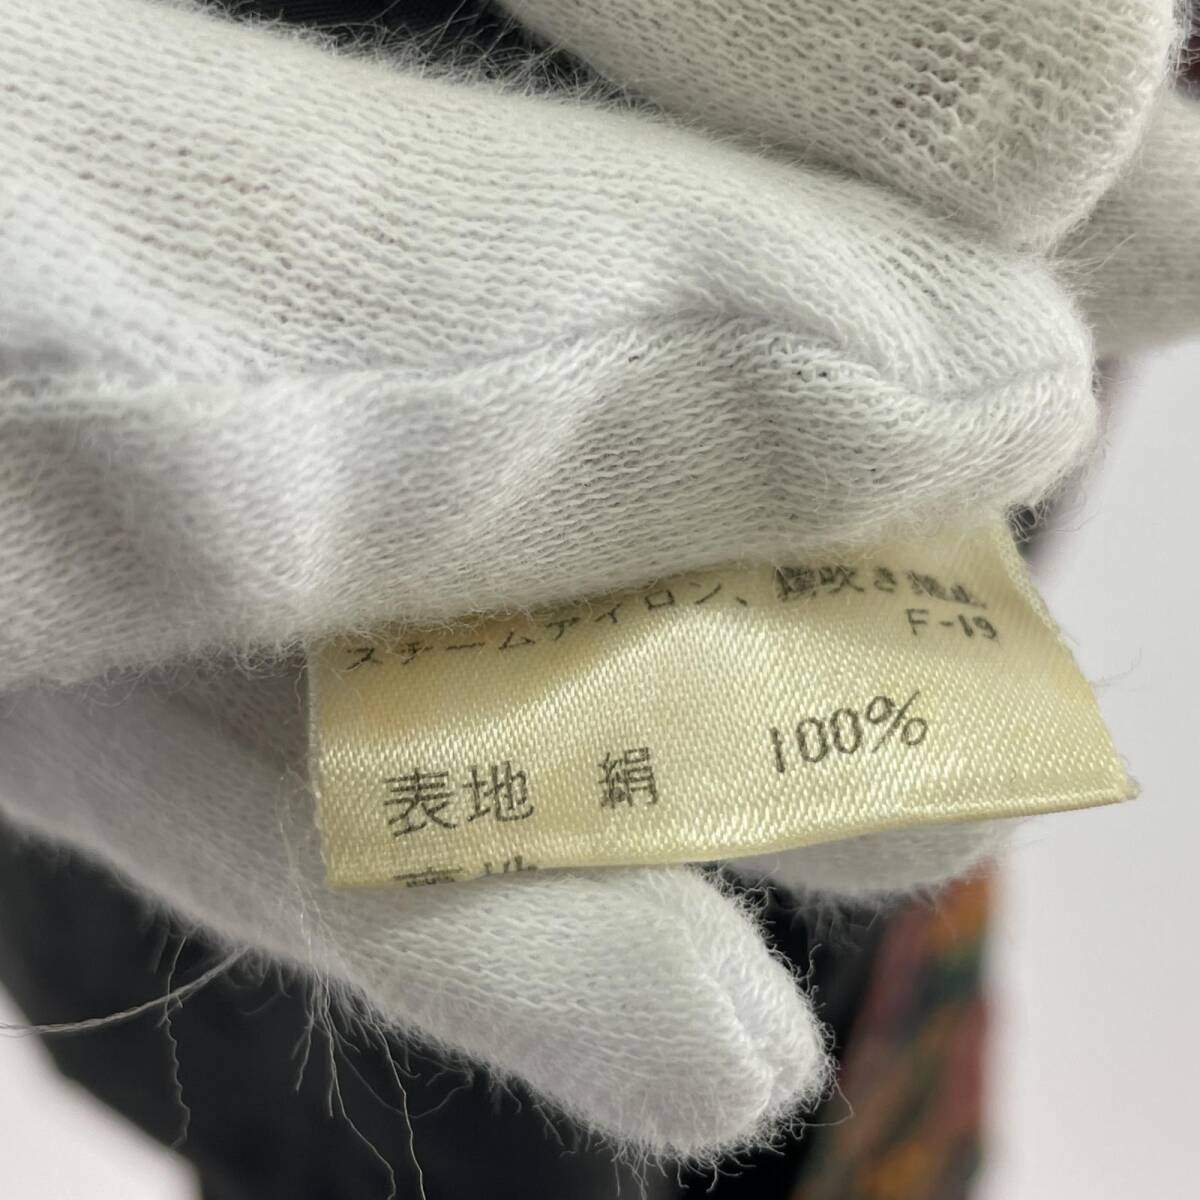 スチームアイロン、霧吹き禁止
F-19
表地 絹 100%